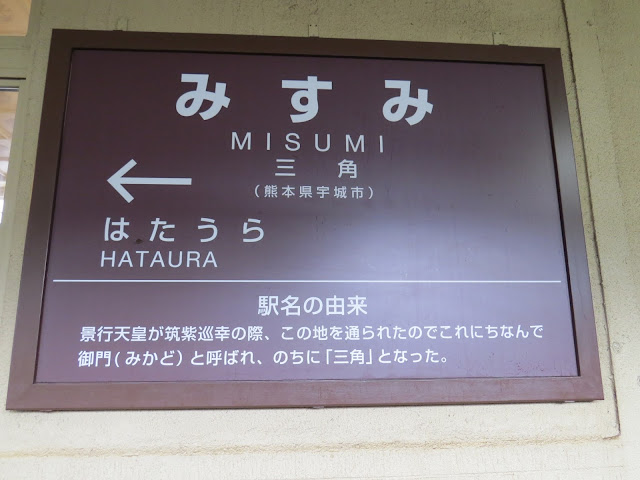 みすみ
MISUMI
三角
(熊本県宇城市)
←
はたうら
HATAURA
駅名の由来
景行天皇が筑紫巡幸の際、この地を通られたのでこれにちなんで
御門(みかど)と呼ばれ、のちに「三角」となった。